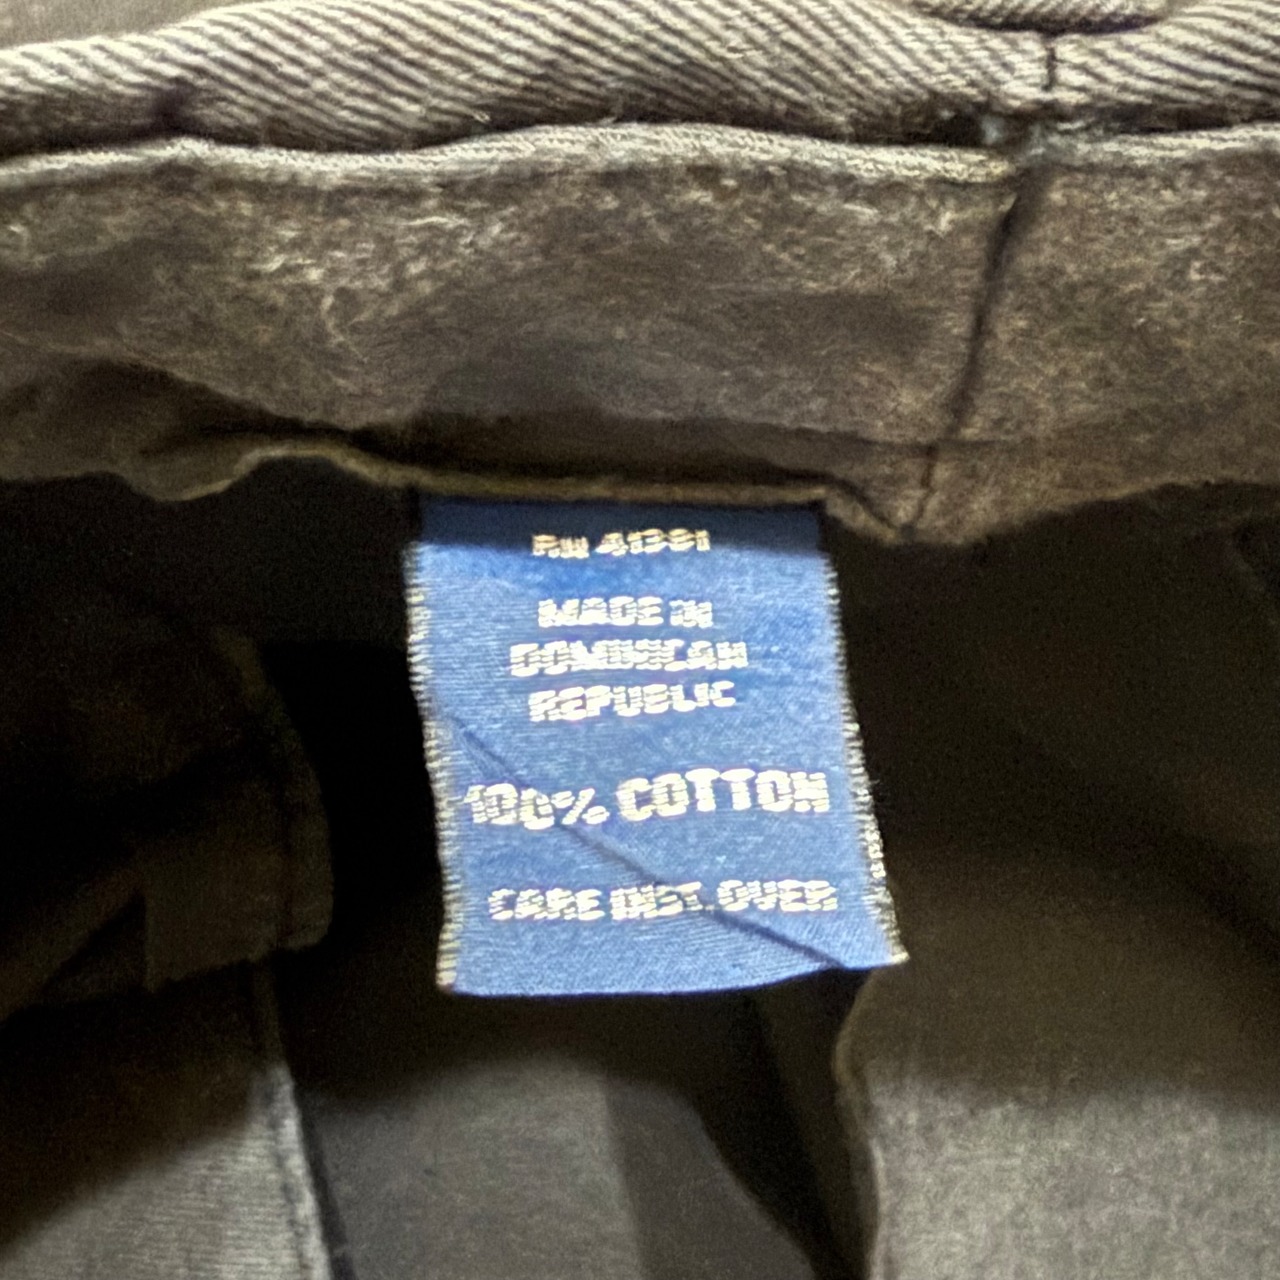 RN 41381
MADE IN
DOMINICAN
REPUBLIC
100% COTTON
CARE INST. OVER